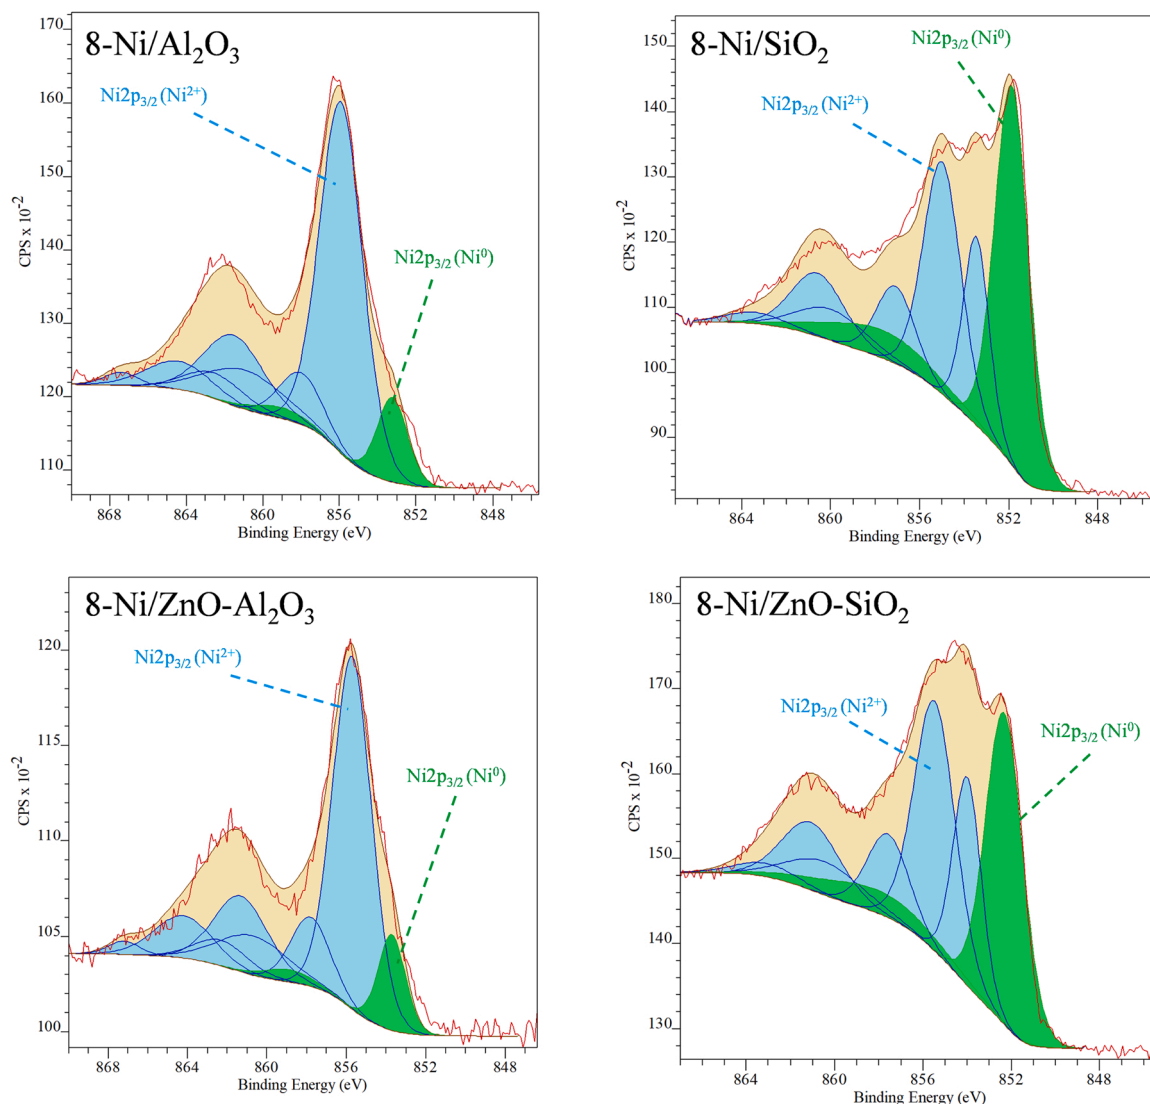 8-Ni/Al₂O₃
Ni2p₃/₂(Ni²⁺)
Ni2p₃/₂(Ni⁰)
CPS x 10⁻²
170
160
150
140
130
120
110
868 864 860 856 852 848
Binding Energy (eV)
8-Ni/SiO₂
Ni2p₃/₂(Ni⁰)
Ni2p₃/₂(Ni²⁺)
CPS x 10⁻²
150
140
130
120
110
100
90
864 860 856 852 848
Binding Energy (eV)
8-Ni/ZnO-Al₂O₃
Ni2p₃/₂(Ni²⁺)
Ni2p₃/₂(Ni⁰)
CPS x 10⁻²
120
115
110
105
100
868 864 860 856 852 848
Binding Energy (eV)
8-Ni/ZnO-SiO₂
Ni2p₃/₂(Ni²⁺)
Ni2p₃/₂(Ni⁰)
CPS x 10⁻²
180
170
160
150
140
130
864 860 856 852 848
Binding Energy (eV)